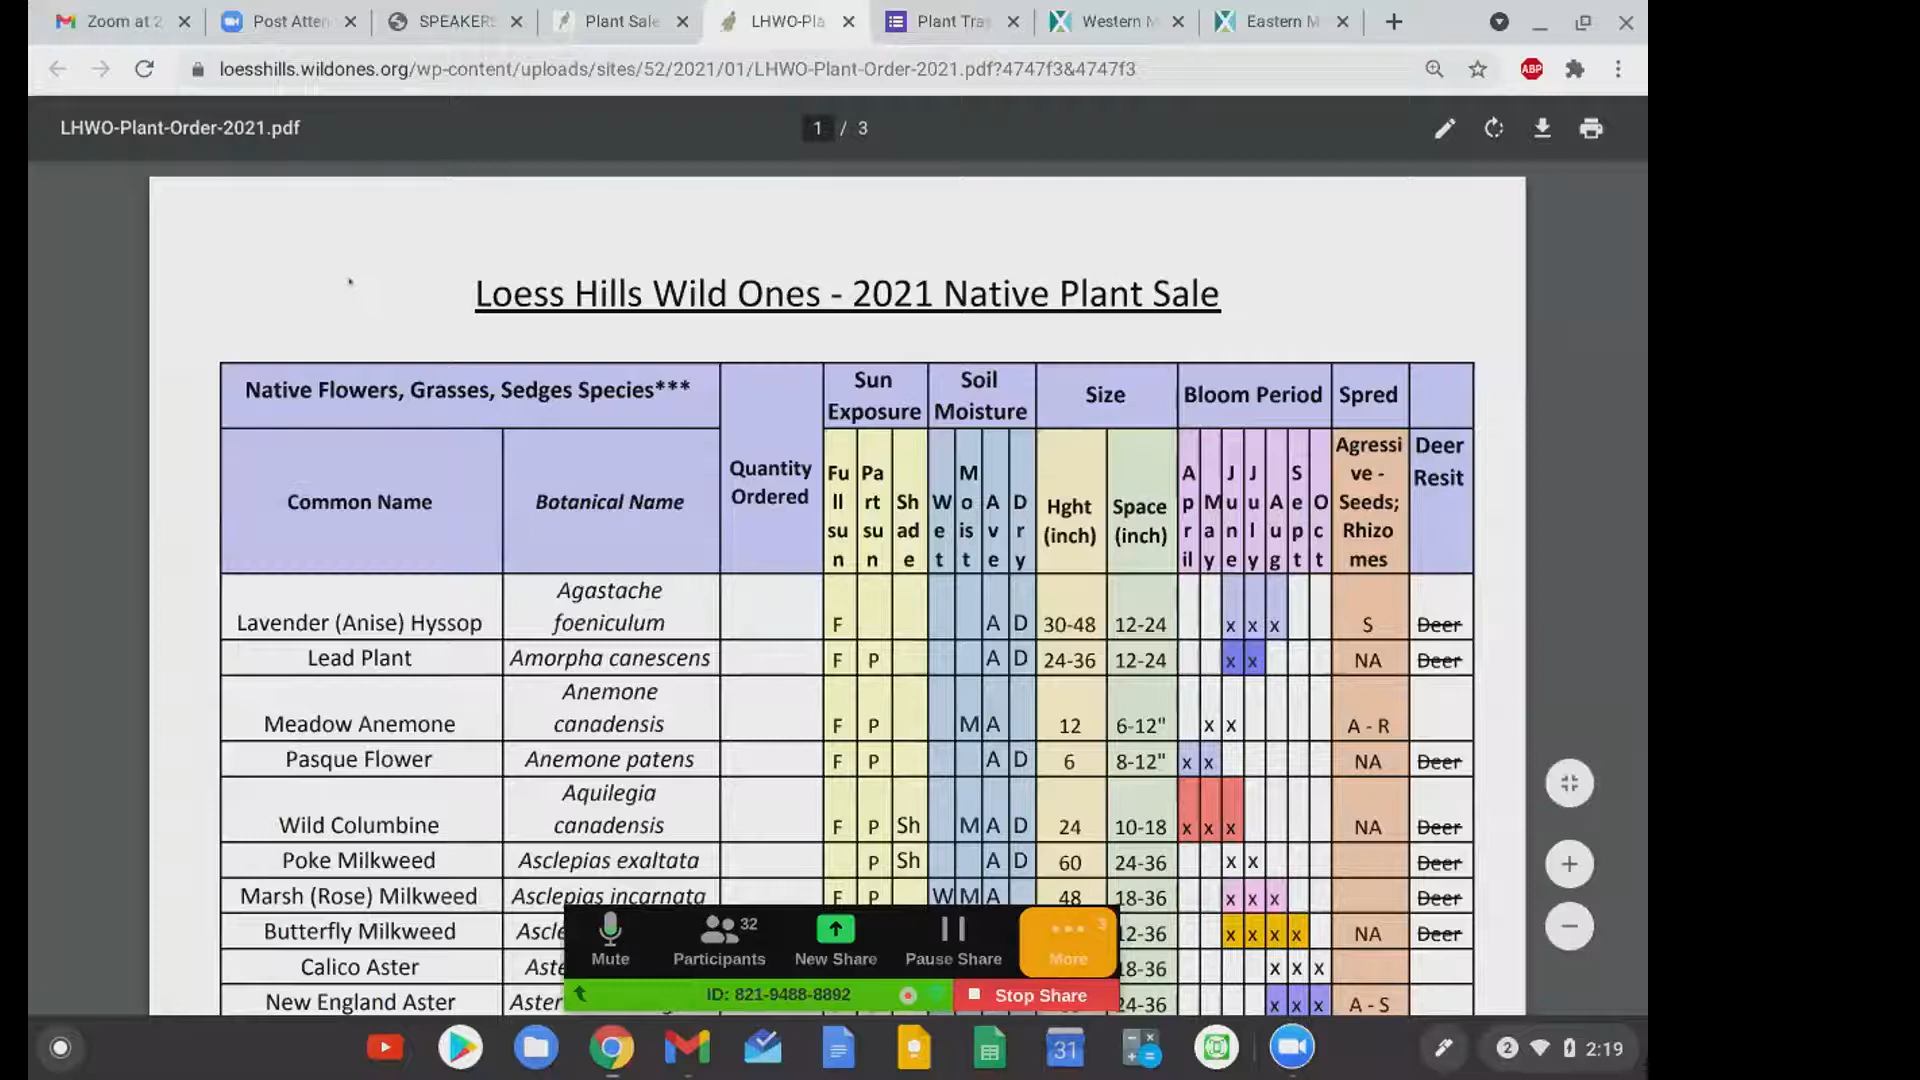 Zoom at 2
Post Atten
SPEAKERS
Plant Sale
LHWO-Pla
Plant Tra
Western M
Eastern M
loesshills.wildones.org/wp-content/uploads/sites/52/2021/01/LHWO-Plant-Order-2021.pdf?4747f3&4747f3
ABP
LHWO-Plant-Order-2021.pdf
1 / 3
Loess Hills Wild Ones - 2021 Native Plant Sale
Native Flowers, Grasses, Sedges Species***
Quantity Ordered
Sun Exposure
Soil Moisture
Size
Bloom Period
Spred
Common Name
Botanical Name
Full sun
Part sun
Shade
Wet
Moist
Ave
Dry
Hght (inch)
Space (inch)
April
May
June
July
Aug
Sept
Oct
Agressive - Seeds; Rhizomes
Deer Resit
Lavender (Anise) Hyssop Agastache foeniculum F A D 30-48 12-24 x x x S Deer
Lead Plant Amorpha canescens F P A D 24-36 12-24 x x NA Deer
Meadow Anemone Anemone canadensis F P M A 12 6-12" x x A - R
Pasque Flower Anemone patens F P A D 6 8-12" x x NA Deer
Wild Columbine Aquilegia canadensis F P Sh M A D 24 10-18 x x x NA Deer
Poke Milkweed Asclepias exaltata P Sh A D 60 24-36 x x Deer
Marsh (Rose) Milkweed Asclepias incarnata F P W M A 48 18-36 x x x Deer
Butterfly Milkweed Ascle 12-36 x x x x NA Deer
Calico Aster Aste 18-36 x x x
New England Aster Aster 24-36 x x x A - S
Mute
Participants 32
New Share
Pause Share
More 3
ID: 821-9488-8892
Stop Share
31
2
2:19